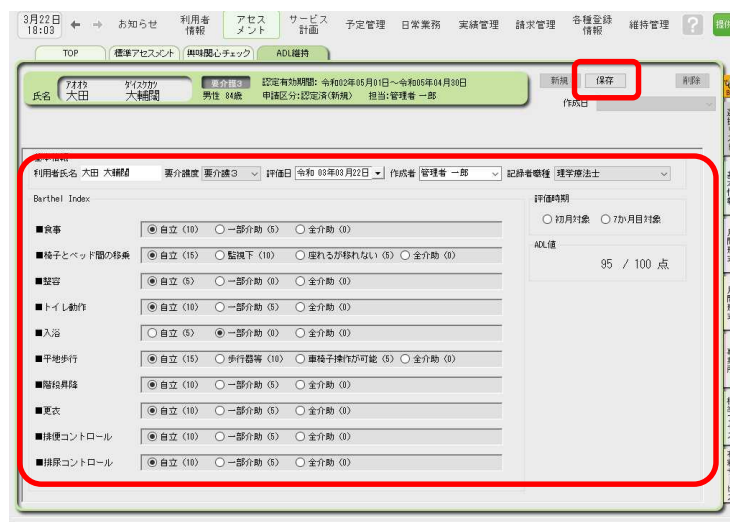 3月22日 18:03 ← → お知らせ 利用者情報 アセスメント サービス計画 予定管理 日常業務 実績管理 請求管理 各種登録情報 維持管理 ?
TOP 標準アセスメント 興味関心チェック ADL維持
氏名 アオタ ダイスケカツ 要介護3 認定有効期間: 令和02年05月01日～令和05年04月30日 新規 保存 削除
大田 大輔闊 男性 84歳 申請区分:認定済(新規) 担当:管理者 一郎 作成日
基本情報
利用者氏名 大田 大輔闊 要介護度 要介護3 評価日 令和 03年03月22日 作成者 管理者 一郎 記録者職種 理学療法士
Barthel Index 評価時期
○初月対象 ○7か月目対象
■食事 自立 (10) 一部介助 (5) 全介助 (0)
ADL値
■椅子とベッド間の移乗 自立 (15) 監視下 (10) 座れるが移れない (5) 全介助 (0)
95 / 100 点
■整容 自立 (5) 一部介助 (0) 全介助 (0)
■トイレ動作 自立 (10) 一部介助 (5) 全介助 (0)
■入浴 自立 (5) 一部介助 (0) 全介助 (0)
■平地歩行 自立 (15) 歩行器等 (10) 車椅子操作が可能 (5) 全介助 (0)
■階段昇降 自立 (10) 一部介助 (5) 全介助 (0)
■更衣 自立 (10) 一部介助 (5) 全介助 (0)
■排便コントロール 自立 (10) 一部介助 (5) 全介助 (0)
■排尿コントロール 自立 (10) 一部介助 (5) 全介助 (0)